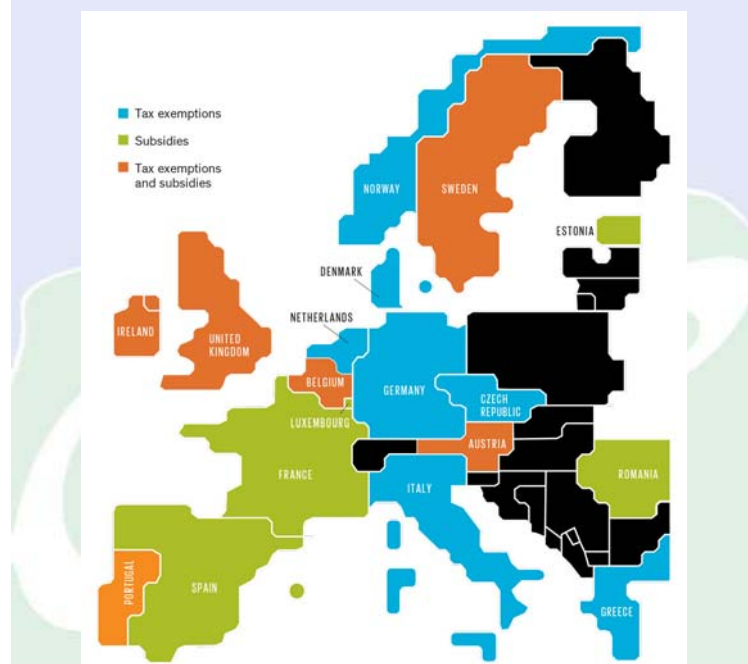 Tax exemptions
Subsidies
Tax exemptions
and subsidies
NORWAY
SWEDEN
ESTONIA
DENMARK
NETHERLANDS
IRELAND
UNITED
KINGDOM
BELGIUM
GERMANY
CZECH
REPUBLIC
LUXEMBOURG
AUSTRIA
FRANCE
ITALY
ROMANIA
PORTUGAL
SPAIN
GREECE